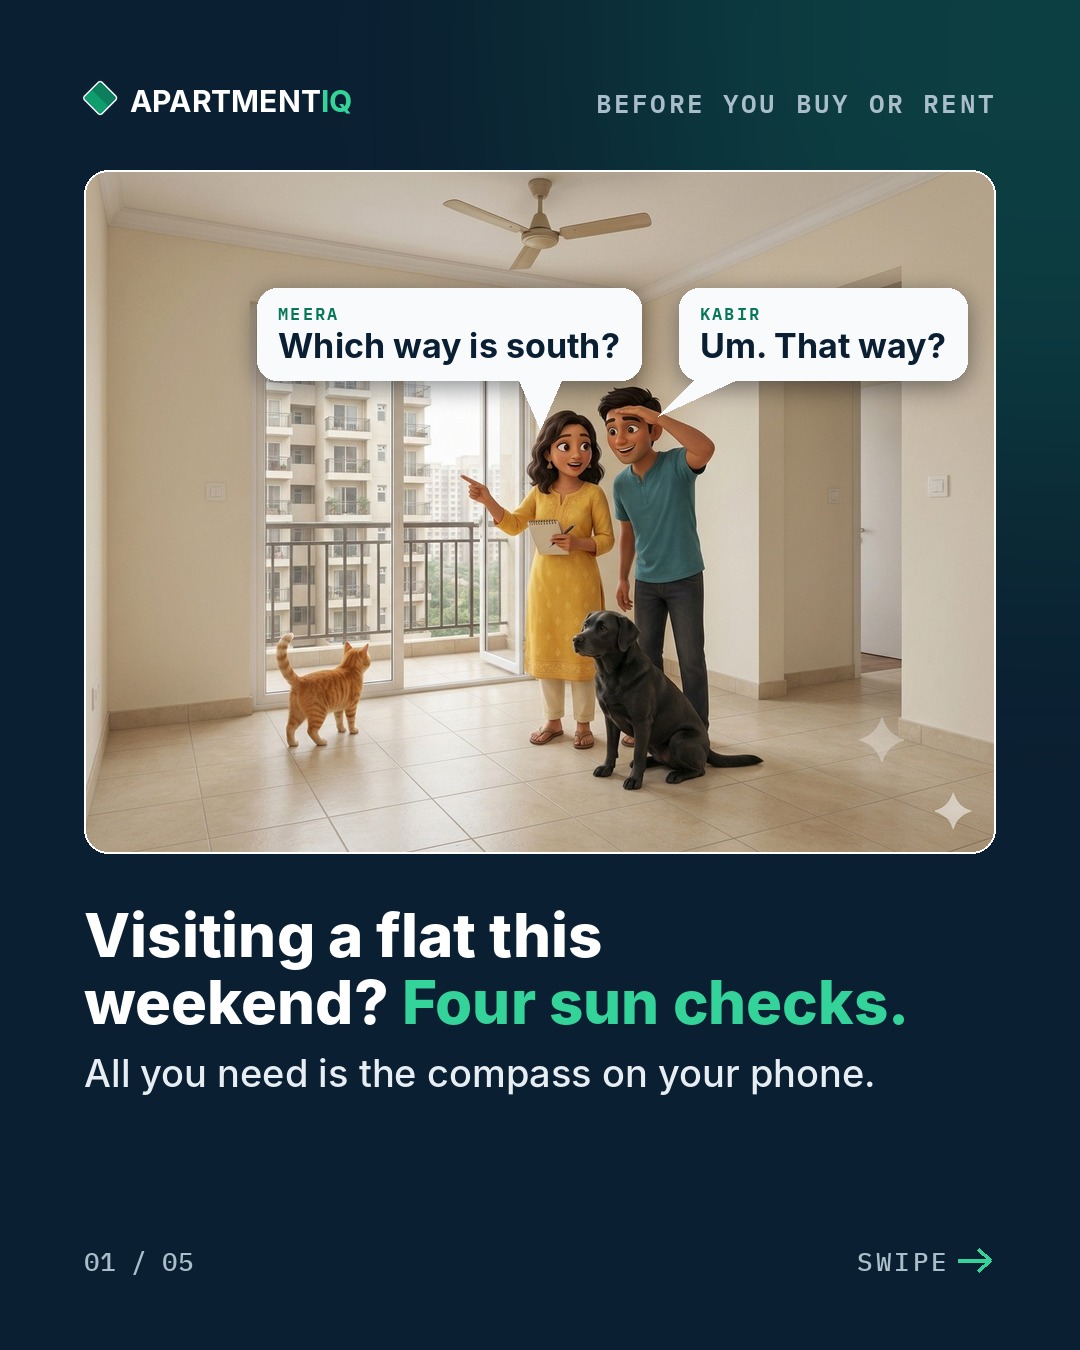 APARTMENTIQ
BEFORE YOU BUY OR RENT
MEERA
Which way is south?
KABIR
Um. That way?
Visiting a flat this
weekend? Four sun checks.
All you need is the compass on your phone.
01 / 05
SWIPE